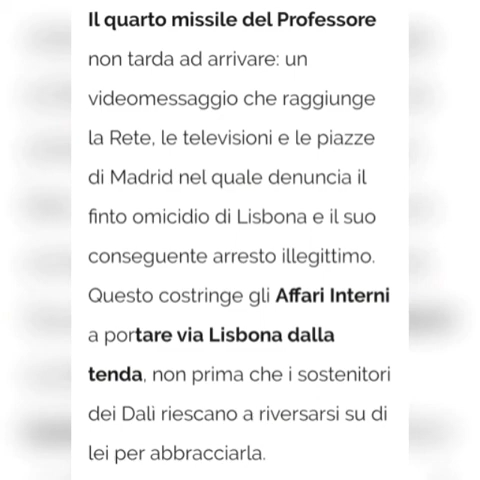 Il quarto missile del Professore
non tarda ad arrivare: un
videomessaggio che raggiunge
la Rete, le televisioni e le piazze
di Madrid nel quale denuncia il
finto omicidio di Lisbona e il suo
conseguente arresto illegittimo.
Questo costringe gli Affari Interni
a portare via Lisbona dalla
tenda, non prima che i sostenitori
dei Dalì riescano a riversarsi su di
lei per abbracciarla.